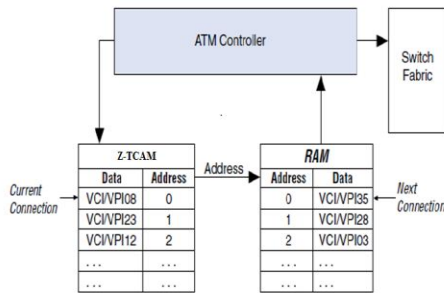 ATM Controller
Switch
Fabric
Z-TCAM
Data Address
VCI/VPI08 0
VCI/VPI23 1
VCI/VPI12 2
... ...
... ...
Current
Connection
Address
RAM
Address Data
0 VCI/VPI35
1 VCI/VPI28
2 VCI/VPI03
... ...
... ...
Next
Connection